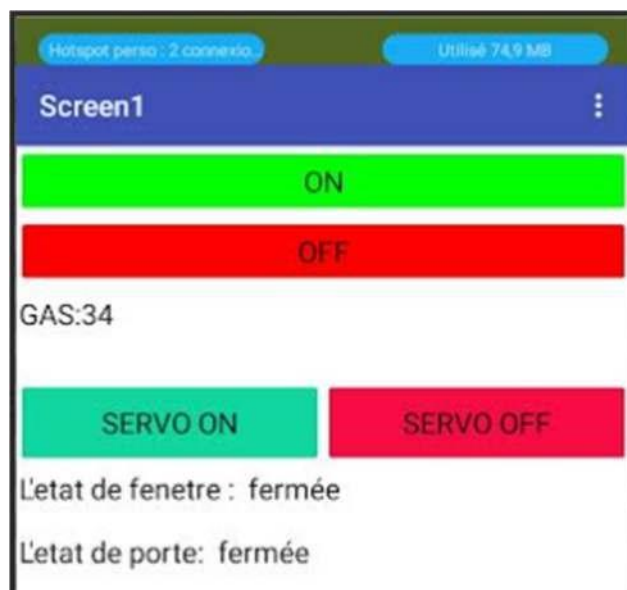 Hotspot perso : 2 connexio... Utilisé 74,9 MB
Screen1
ON
OFF
GAS:34
SERVO ON SERVO OFF
L'etat de fenetre : fermée
L'etat de porte: fermée